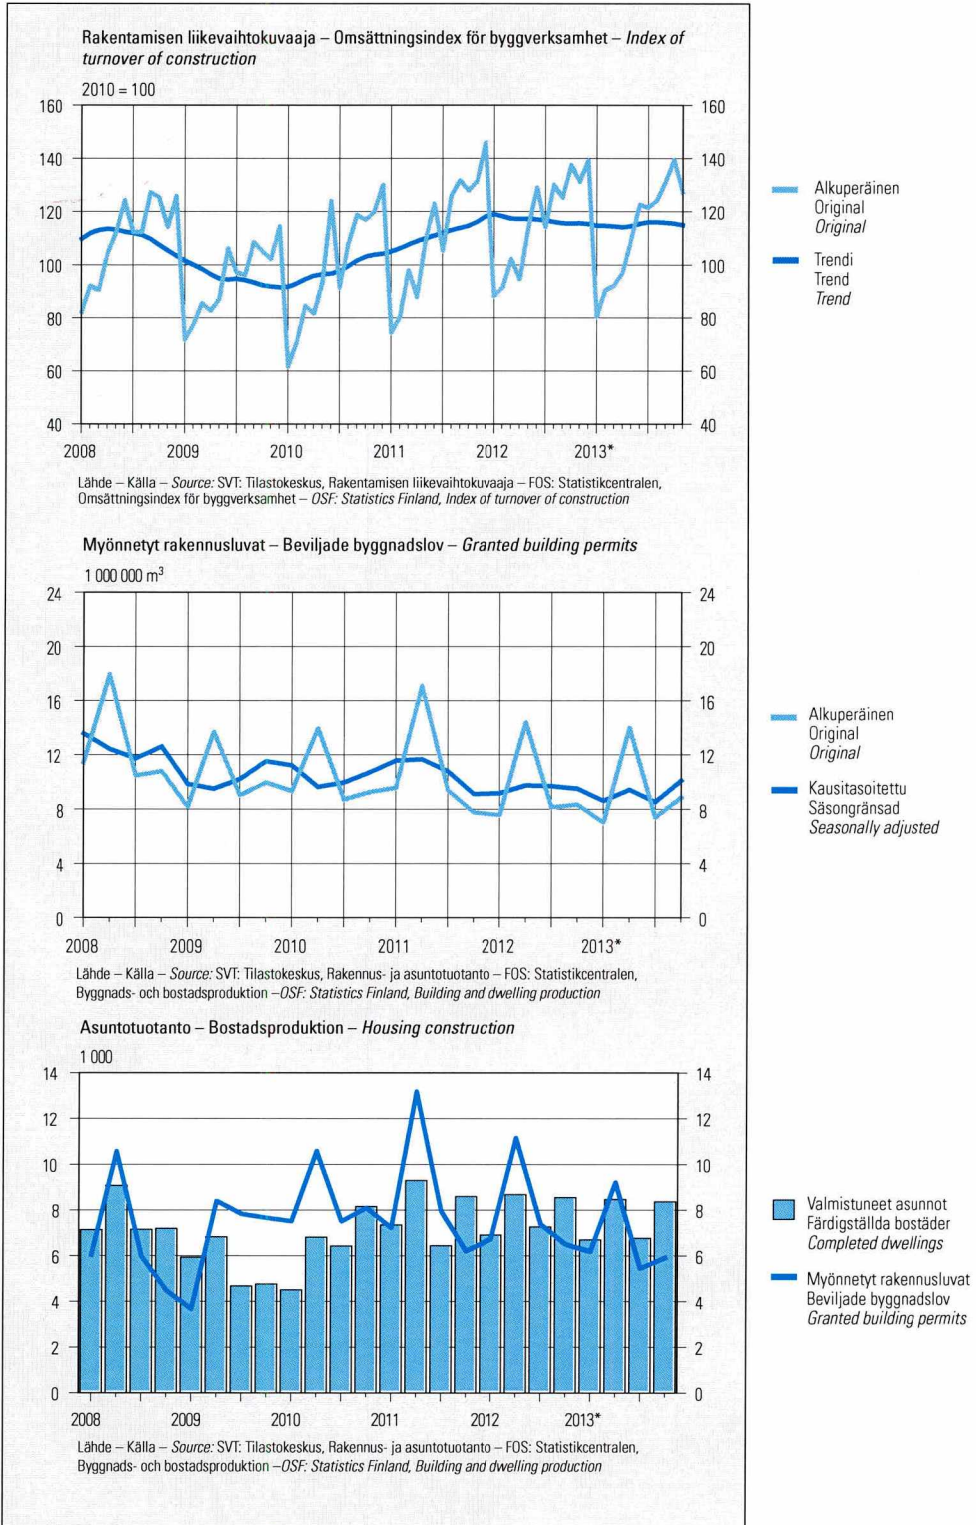 Rakentamisen liikevaihtokuvaaja – Omsättningsindex för byggverksamhet – Index of
turnover of construction
2010 = 100
160 160
140 140
120 120
100 100
80 80
60 60
40 40
2008 2009 2010 2011 2012 2013*
Alkuperäinen
Original
Original
Trendi
Trend
Trend
Lähde – Källa – Source: SVT: Tilastokeskus, Rakentamisen liikevaihtokuvaaja – FOS: Statistikcentralen,
Omsättningsindex för byggverksamhet – OSF: Statistics Finland, Index of turnover of construction
Myönnetyt rakennusluvat – Beviljade byggnadslov – Granted building permits
1 000 000 m³
24 24
20 20
16 16
12 12
8 8
4 4
0 0
2008 2009 2010 2011 2012 2013*
Alkuperäinen
Original
Original
Kausitasoitettu
Säsongränsad
Seasonally adjusted
Lähde – Källa – Source: SVT: Tilastokeskus, Rakennus- ja asuntotuotanto – FOS: Statistikcentralen,
Byggnads- och bostadsproduktion –OSF: Statistics Finland, Building and dwelling production
Asuntotuotanto – Bostadsproduktion – Housing construction
1 000
14 14
12 12
10 10
8 8
6 6
4 4
2 2
0 0
2008 2009 2010 2011 2012 2013*
Valmistuneet asunnot
Färdigställda bostäder
Completed dwellings
Myönnetyt rakennusluvat
Beviljade byggnadslov
Granted building permits
Lähde – Källa – Source: SVT: Tilastokeskus, Rakennus- ja asuntotuotanto – FOS: Statistikcentralen,
Byggnads- och bostadsproduktion –OSF: Statistics Finland, Building and dwelling production